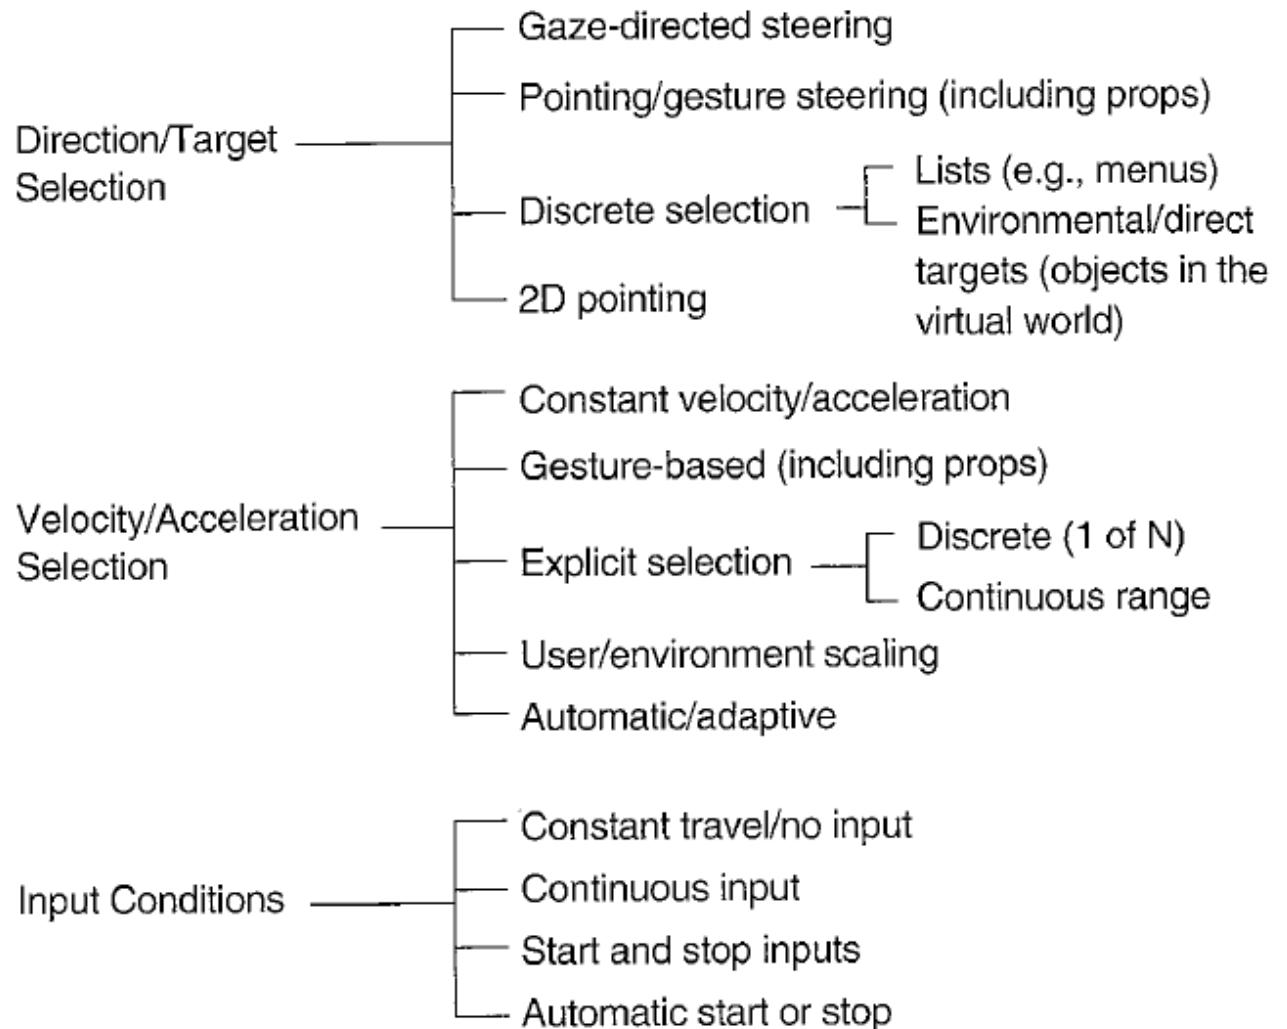 Direction/Target
Selection
Gaze-directed steering
Pointing/gesture steering (including props)
Discrete selection
Lists (e.g., menus)
Environmental/direct
targets (objects in the
virtual world)
2D pointing
Velocity/Acceleration
Selection
Constant velocity/acceleration
Gesture-based (including props)
Explicit selection
Discrete (1 of N)
Continuous range
User/environment scaling
Automatic/adaptive
Input Conditions
Constant travel/no input
Continuous input
Start and stop inputs
Automatic start or stop